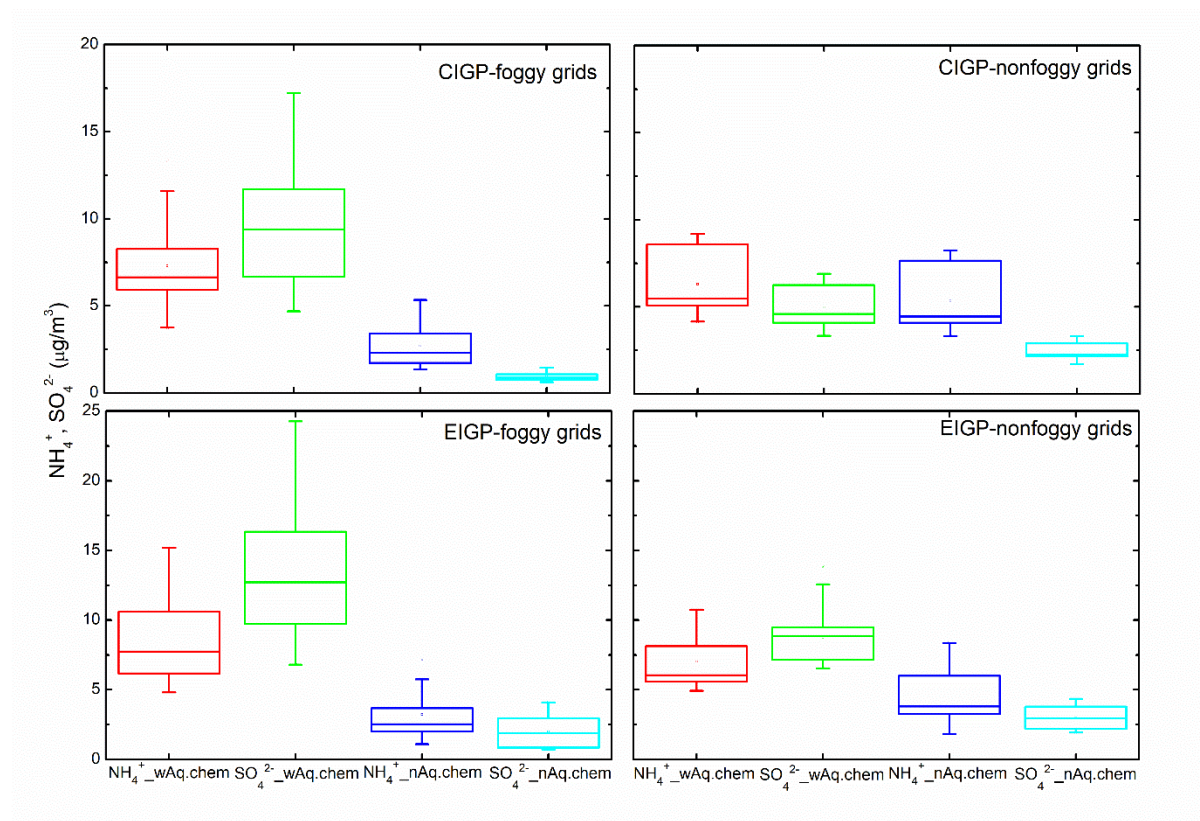 20
15
10
5
0
CIGP-foggy grids
CIGP-nonfoggy grids
NH₄⁺, SO₄²⁻ (μg/m³)
25
20
15
10
5
0
EIGP-foggy grids
EIGP-nonfoggy grids
NH₄⁺_wAq.chem SO₄²⁻_wAq.chem NH₄⁺_nAq.chem SO₄²⁻_nAq.chem
NH₄⁺_wAq.chem SO₄²⁻_wAq.chem NH₄⁺_nAq.chem SO₄²⁻_nAq.chem